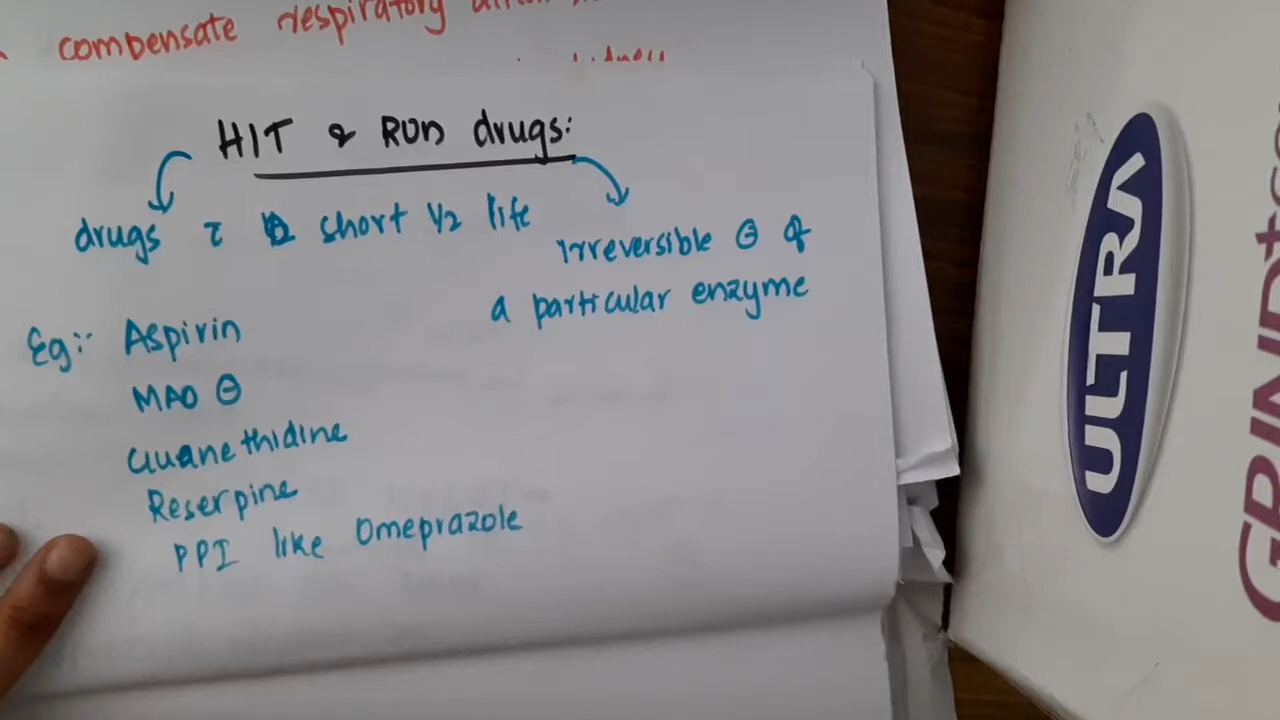 compensate respiratory
HIT & RUN drugs:
drugs c̄ short 1/2 life
Irreversible ⊖ of
a particular enzyme
Eg:- Aspirin
MAO ⊖
Guanethidine
Reserpine
PPI like Omeprazole
ULTRA
GRIND